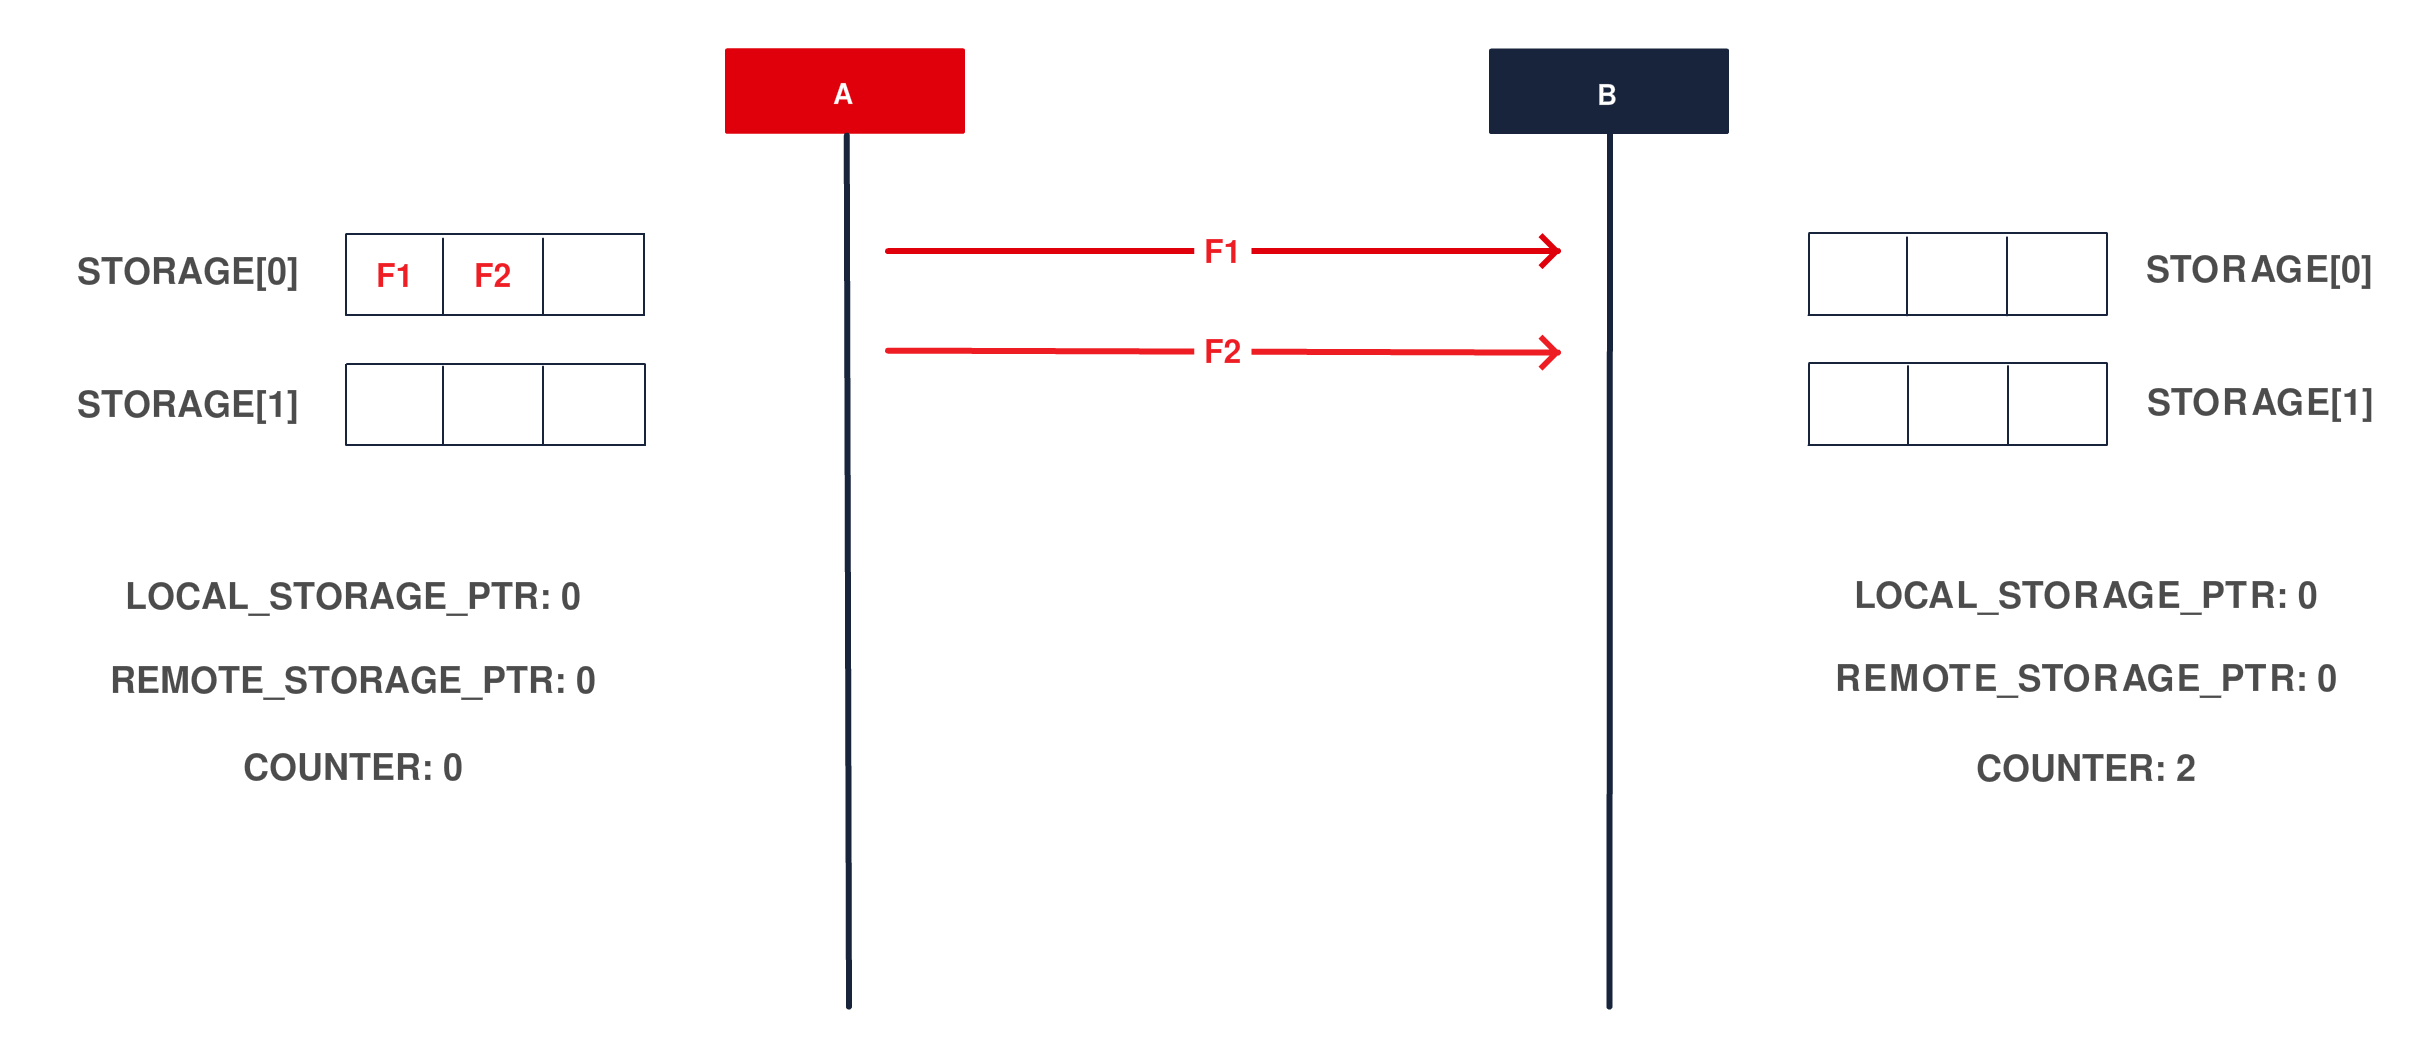 A
B
F1
STORAGE[0]
F1 F2
STORAGE[0]
F2
STORAGE[1]
STORAGE[1]
LOCAL_STORAGE_PTR: 0
LOCAL_STORAGE_PTR: 0
REMOTE_STORAGE_PTR: 0
REMOTE_STORAGE_PTR: 0
COUNTER: 0
COUNTER: 2